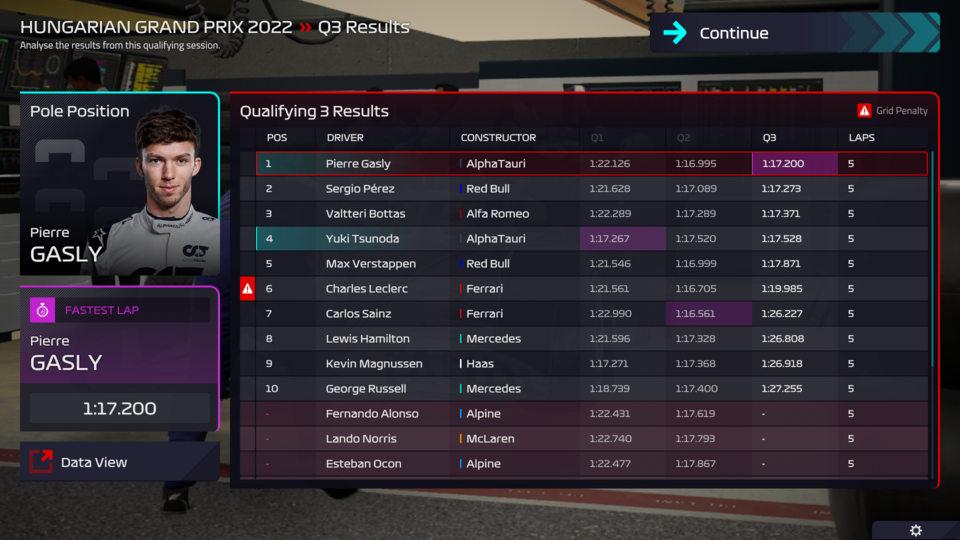 HUNGARIAN GRAND PRIX 2022 » Q3 Results
Analyse the results from this qualifying session.
Continue
Pole Position
Pierre
GASLY
FASTEST LAP
Pierre
GASLY
1:17.200
Data View
Qualifying 3 Results
Grid Penalty
POS DRIVER CONSTRUCTOR Q1 Q2 Q3 LAPS
1 Pierre Gasly AlphaTauri 1:22.126 1:16.995 1:17.200 5
2 Sergio Pérez Red Bull 1:21.628 1:17.089 1:17.273 5
3 Valtteri Bottas Alfa Romeo 1:22.289 1:17.289 1:17.371 5
4 Yuki Tsunoda AlphaTauri 1:17.267 1:17.520 1:17.528 5
5 Max Verstappen Red Bull 1:21.546 1:16.999 1:17.871 5
6 Charles Leclerc Ferrari 1:21.561 1:16.705 1:19.985 5
7 Carlos Sainz Ferrari 1:22.990 1:16.561 1:26.227 5
8 Lewis Hamilton Mercedes 1:21.596 1:17.328 1:26.808 5
9 Kevin Magnussen Haas 1:17.271 1:17.368 1:26.918 5
10 George Russell Mercedes 1:18.739 1:17.400 1:27.255 5
- Fernando Alonso Alpine 1:22.431 1:17.619 - 5
- Lando Norris McLaren 1:22.740 1:17.793 - 5
- Esteban Ocon Alpine 1:22.477 1:17.867 - 5